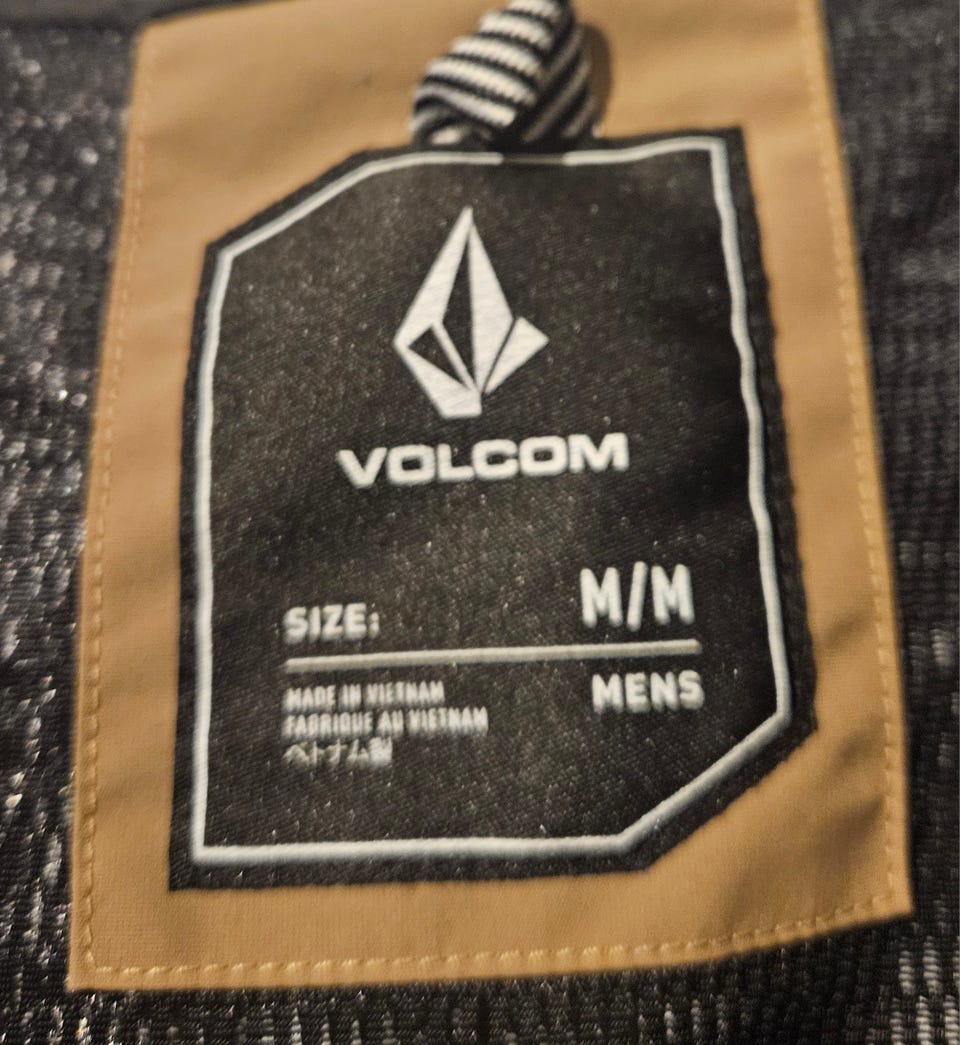 VOLCOM
SIZE: M/M
MENS
MADE IN VIETNAM
FABRIQUE AU VIETNAM
ベトナム製